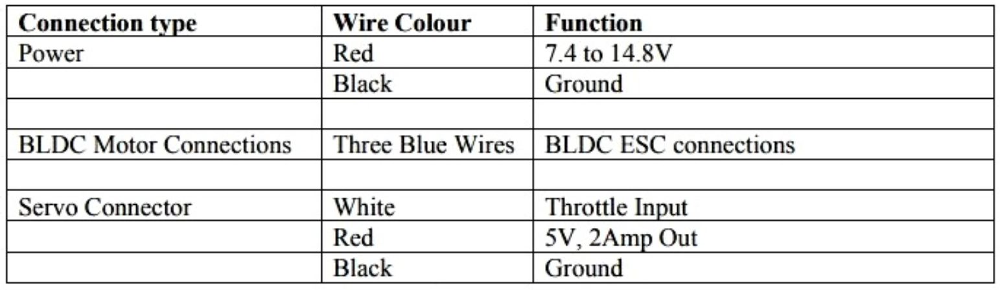 Connection type Wire Colour Function
Power Red 7.4 to 14.8V
Black Ground
BLDC Motor Connections Three Blue Wires BLDC ESC connections
Servo Connector White Throttle Input
Red 5V, 2Amp Out
Black Ground